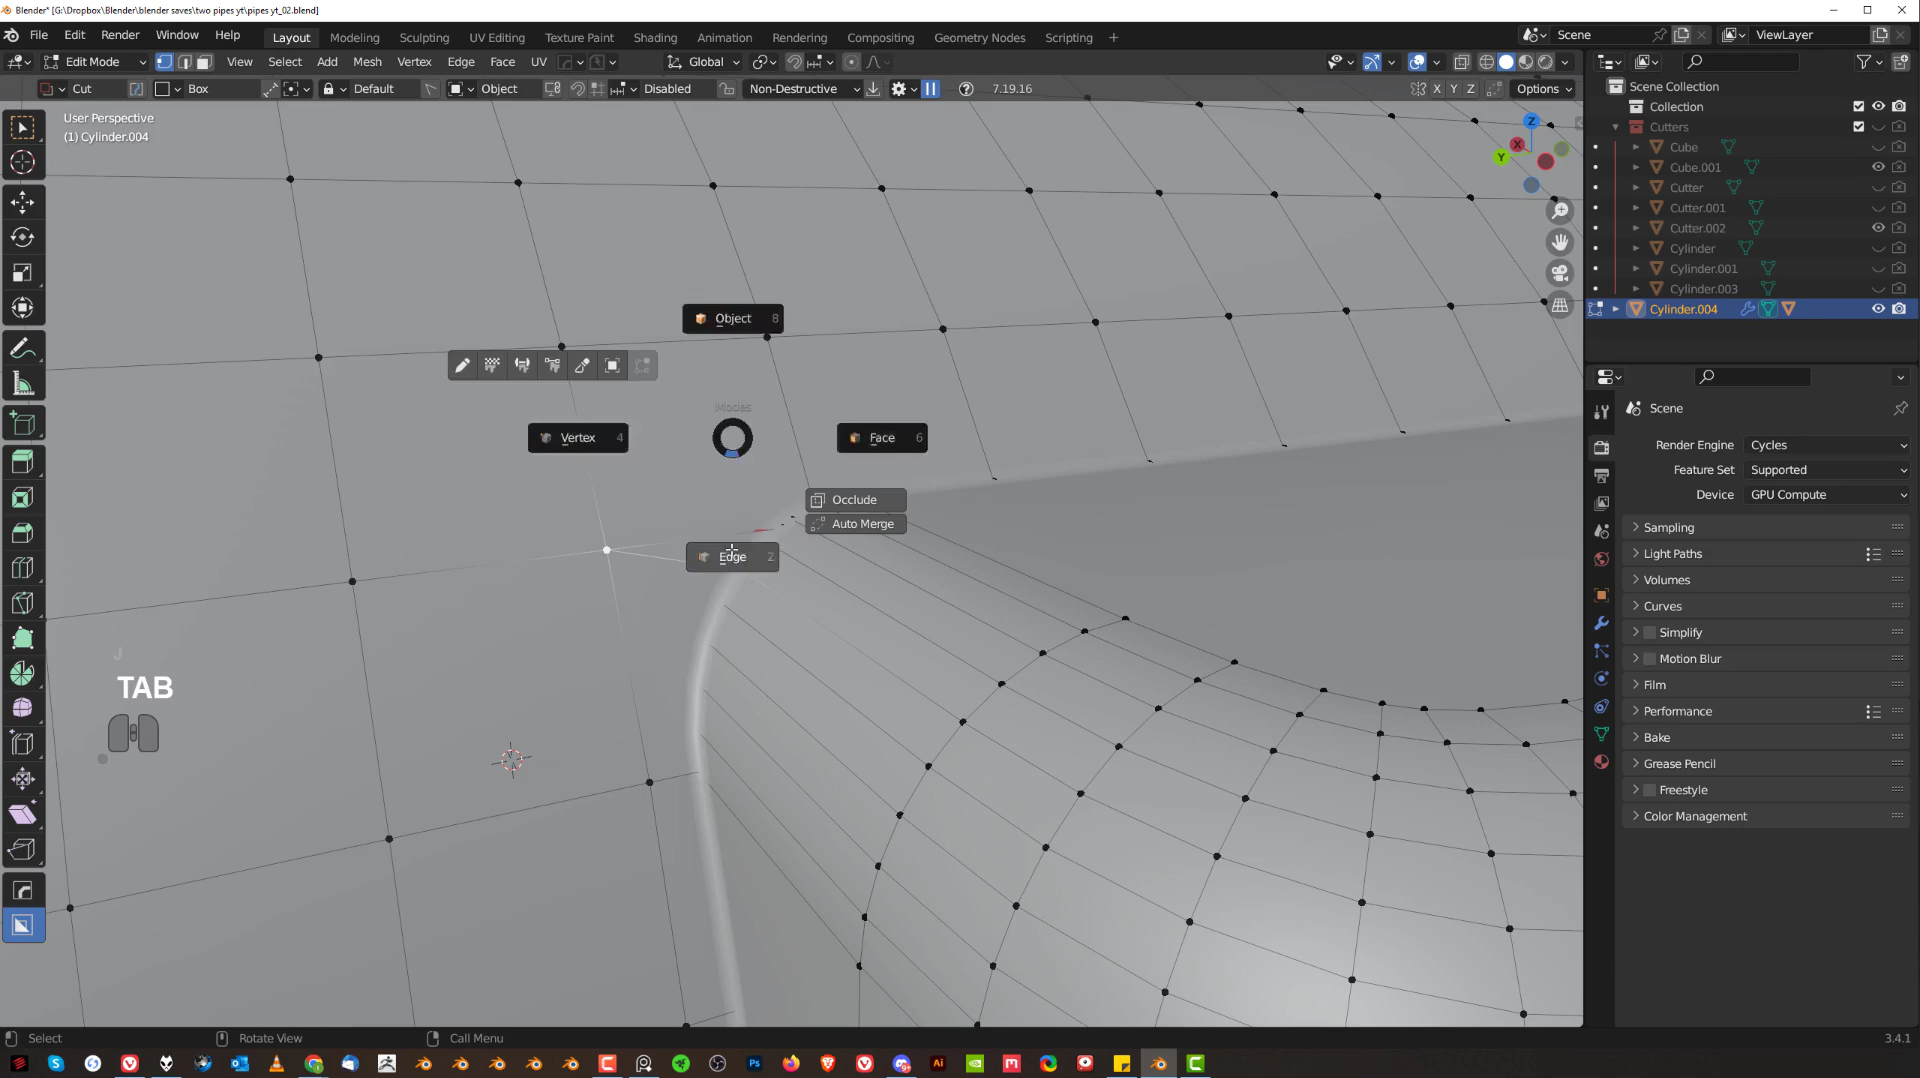 Blender* [G:\Dropbox\Blender\blender saves\two pipes yt\pipes yt_02.blend]
File Edit Render Window Help Layout Modeling Sculpting UV Editing Texture Paint Shading Animation Rendering Compositing Geometry Nodes Scripting + Scene ViewLayer
Edit Mode View Select Add Mesh Vertex Edge Face UV Global
Cut Box Default Object Disabled Non-Destructive 7.19.16 X Y Z Options
User Perspective
(1) Cylinder.004
Z
X
Y
Scene Collection
Collection
Cutters
Cube
Cube.001
Cutter
Cutter.001
Cutter.002
Cylinder
Cylinder.001
Cylinder.003
Cylinder.004
Object 8
Modes
Vertex 4
Face 6
Occlude
Auto Merge
Edge 2
J
TAB
Scene
Render Engine Cycles
Feature Set Supported
Device GPU Compute
Sampling
Light Paths
Volumes
Curves
Simplify
Motion Blur
Film
Performance
Bake
Grease Pencil
Freestyle
Color Management
Select Rotate View Call Menu 3.4.1